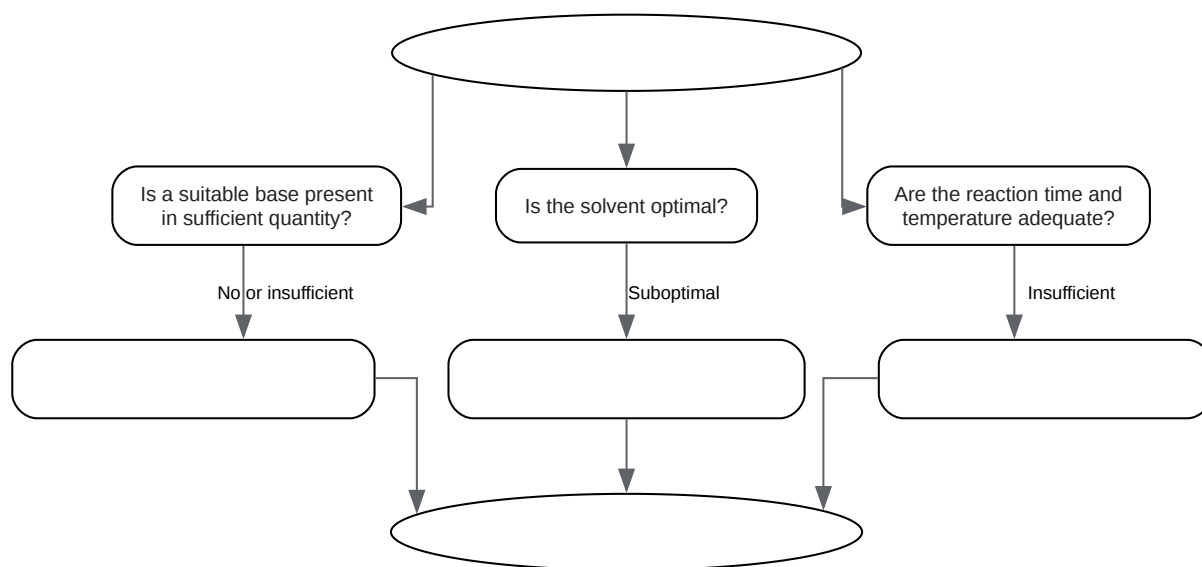 Is a suitable base present
in sufficient quantity?
Is the solvent optimal?
Are the reaction time and
temperature adequate?
No or insufficient
Suboptimal
Insufficient